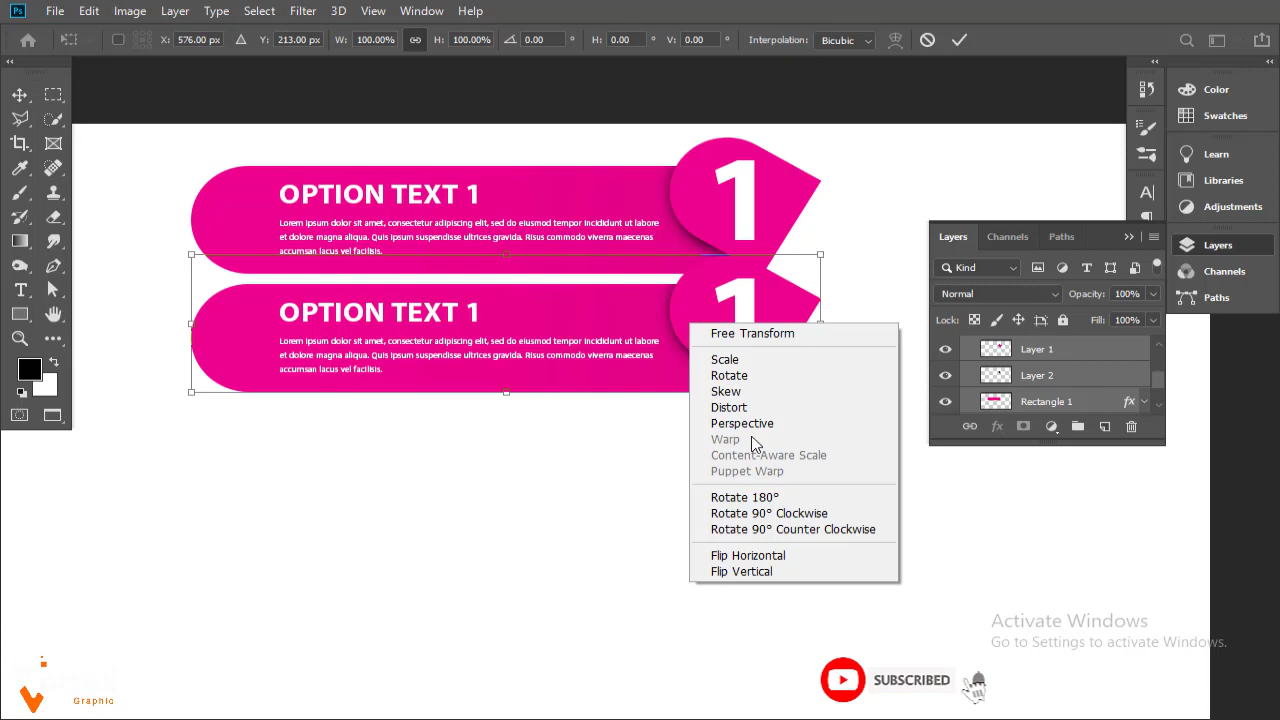 Ps File Edit Image Layer Type Select Filter 3D View Window Help
X: 576.00 px Y: 213.00 px W: 100.00% H: 100.00% 0.00 ° H: 0.00 ° V: 0.00 ° Interpolation: Bicubic
Color
Swatches
Learn
Libraries
Adjustments
Layers
Channels
Paths
1
OPTION TEXT 1
Lorem ipsum dolor sit amet, consectetur adipiscing elit, sed do eiusmod tempor incididunt ut labore
et dolore magna aliqua. Quis ipsum suspendisse ultrices gravida. Risus commodo viverra maecenas
accumsan lacus vel facilisis.
1
OPTION TEXT 1
Lorem ipsum dolor sit amet, consectetur adipiscing elit, sed do eiusmod tempor incididunt ut labore
et dolore magna aliqua. Quis ipsum suspendisse ultrices gravida. Risus commodo viverra maecenas
accumsan lacus vel facilisis.
Free Transform
Scale
Rotate
Skew
Distort
Perspective
Warp
Content-Aware Scale
Puppet Warp
Rotate 180°
Rotate 90° Clockwise
Rotate 90° Counter Clockwise
Flip Horizontal
Flip Vertical
Layers Channels Paths
Kind
Normal Opacity: 100%
Lock: Fill: 100%
Layer 1
Layer 2
Rectangle 1 fx
fx
Activate Windows
Go to Settings to activate Windows.
SUBSCRIBED
Graphic